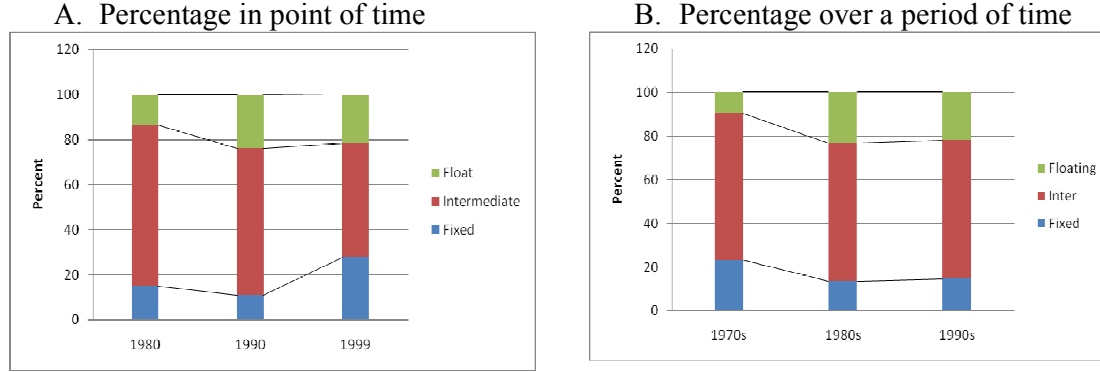 A. Percentage in point of time
120
100
80
60
40
20
0
Percent
1980
1990
1999
Float
Intermediate
Fixed
B. Percentage over a period of time
120
100
80
60
40
20
0
Percent
1970s
1980s
1990s
Floating
Inter
Fixed